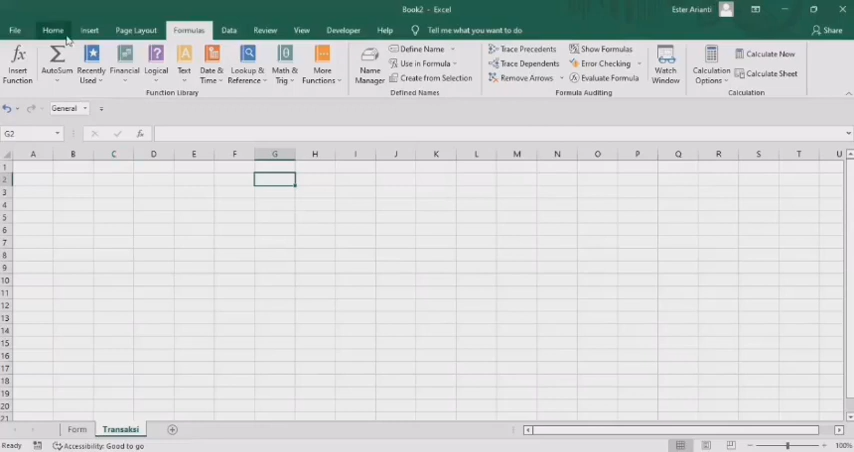 Book2 - Excel
Ester Arianti
File Home Insert Page Layout Formulas Data Review View Developer Help Tell me what you want to do Share
Insert Function
AutoSum
Recently Used
Financial
Logical
Text
Date & Time
Lookup & Reference
Math & Trig
More Functions
Function Library
Name Manager
Define Name
Use in Formula
Create from Selection
Defined Names
Trace Precedents
Trace Dependents
Remove Arrows
Show Formulas
Error Checking
Evaluate Formula
Formula Auditing
Watch Window
Calculation Options
Calculate Now
Calculate Sheet
Calculation
General
G2
fx
A B C D E F G H I J K L M N O P Q R S T U
1
2
3
4
5
6
7
8
9
10
11
12
13
14
15
16
17
18
19
20
21
Form Transaksi
Ready Accessibility: Good to go 100%